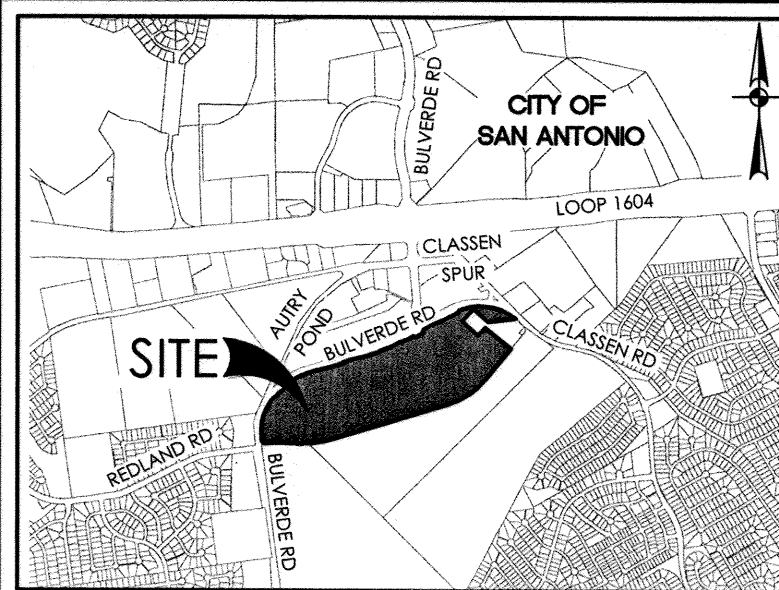 BULVERDE RD
CITY OF
SAN ANTONIO
LOOP 1604
CLASSEN
SPUR
AUTRY
POND
BULVERDE RD
CLASSEN RD
SITE
REDLAND RD
BULVERDE RD